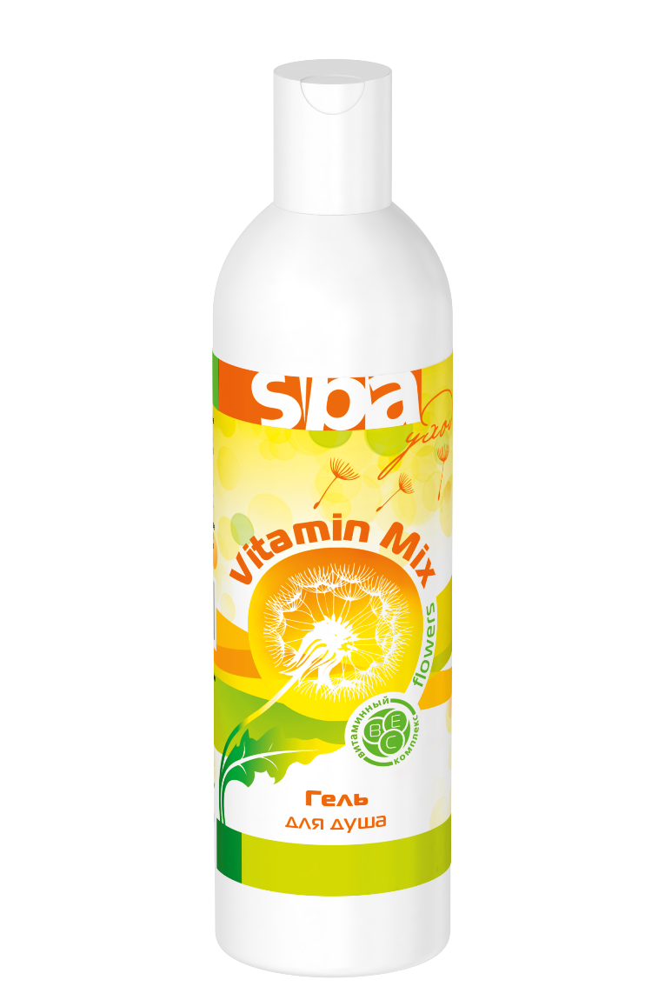 spa
уход
Vitamin Mix
flowers
витаминный
B E
C
комплекс
Гель
для душа